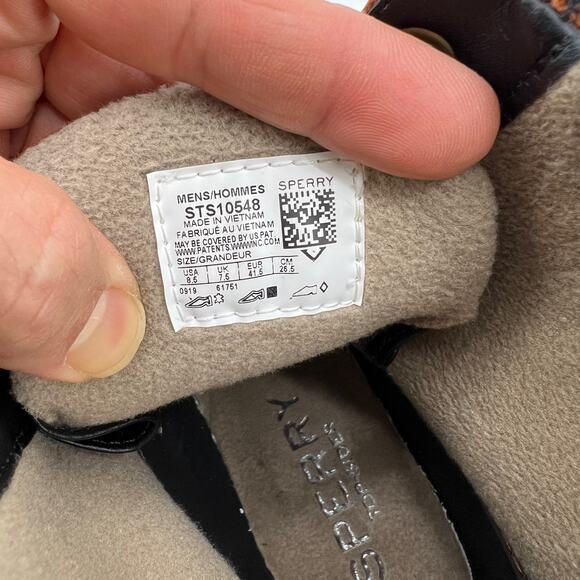 MENS/HOMMES
STS10548
MADE IN VIETNAM
FABRIQUÉ AU VIETNAM
MAY BE COVERED BY US PAT.
WWW.PATENTS.WWWINC.COM
SIZE/GRANDEUR
USA UK EUR CM
8.5 7.5 41.5 26.5
0919 61751
SPERRY
SPERRY
TOP-SIDER